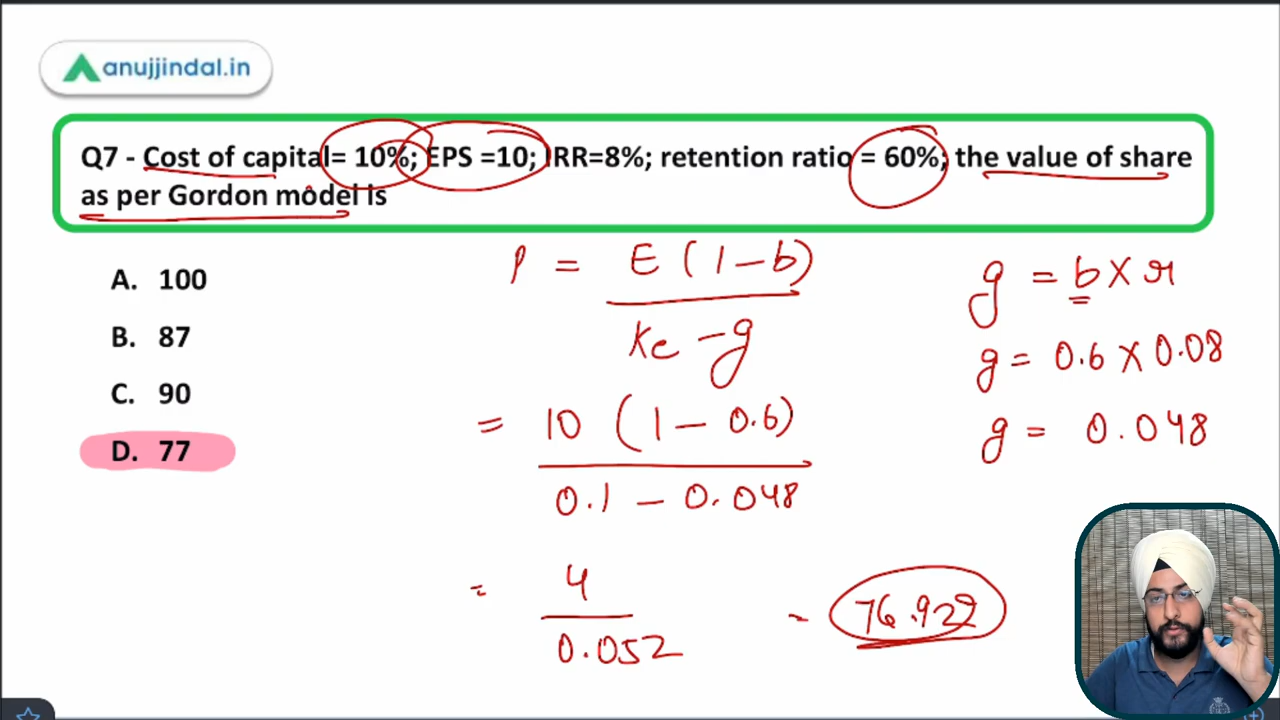 anujjindal.in
Q7 - Cost of capital= 10%; EPS =10; IRR=8%; retention ratio = 60%, the value of share
as per Gordon model is
A. 100
B. 87
C. 90
D. 77
P = E (1-b)
Ke - g
= 10 (1 - 0.6)
0.1 - 0.048
= 4
0.052
= 76.922
g = b x r
g = 0.6 x 0.08
g = 0.048